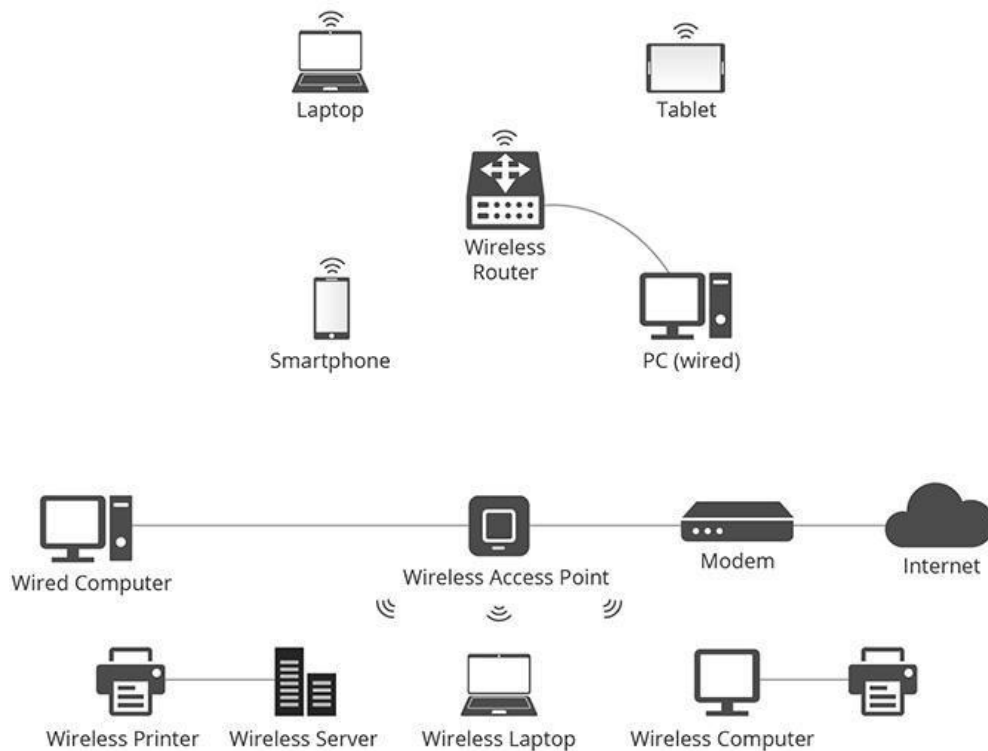 Laptop
Tablet
Wireless
Router
Smartphone
PC (wired)
Wired Computer
Wireless Access Point
Modem
Internet
Wireless Printer
Wireless Server
Wireless Laptop
Wireless Computer